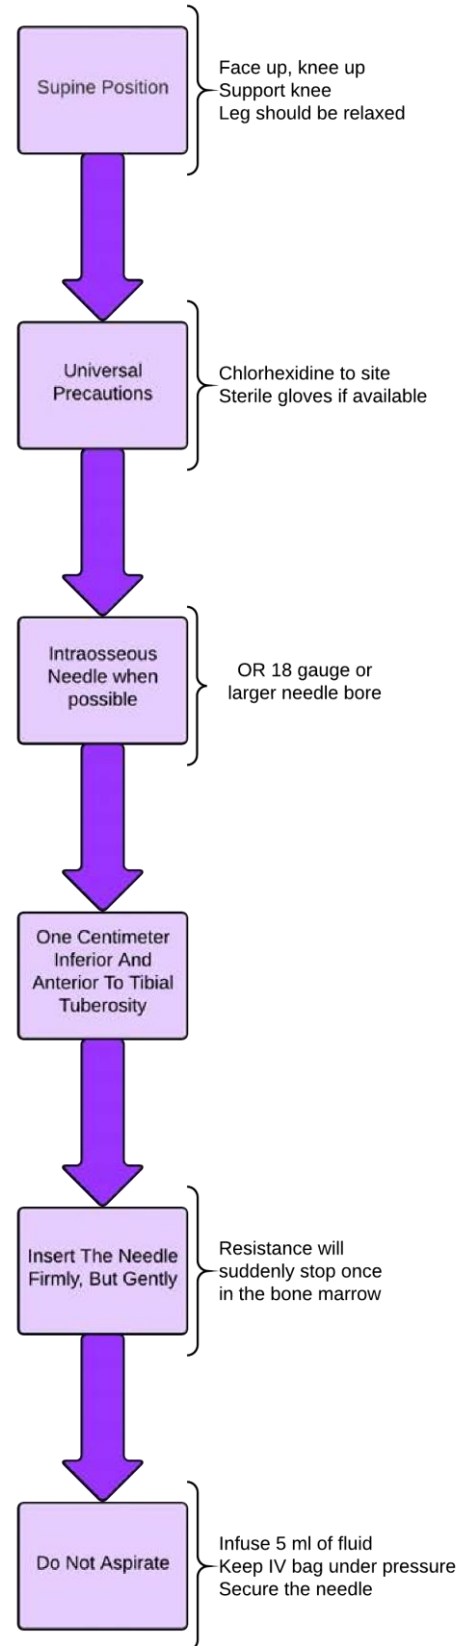 Supine Position
Face up, knee up
Support knee
Leg should be relaxed
Universal
Precautions
Chlorhexidine to site
Sterile gloves if available
Intraosseous
Needle when
possible
OR 18 gauge or
larger needle bore
One Centimeter
Inferior And
Anterior To Tibial
Tuberosity
Insert The Needle
Firmly, But Gently
Resistance will
suddenly stop once
in the bone marrow
Do Not Aspirate
Infuse 5 ml of fluid
Keep IV bag under pressure
Secure the needle